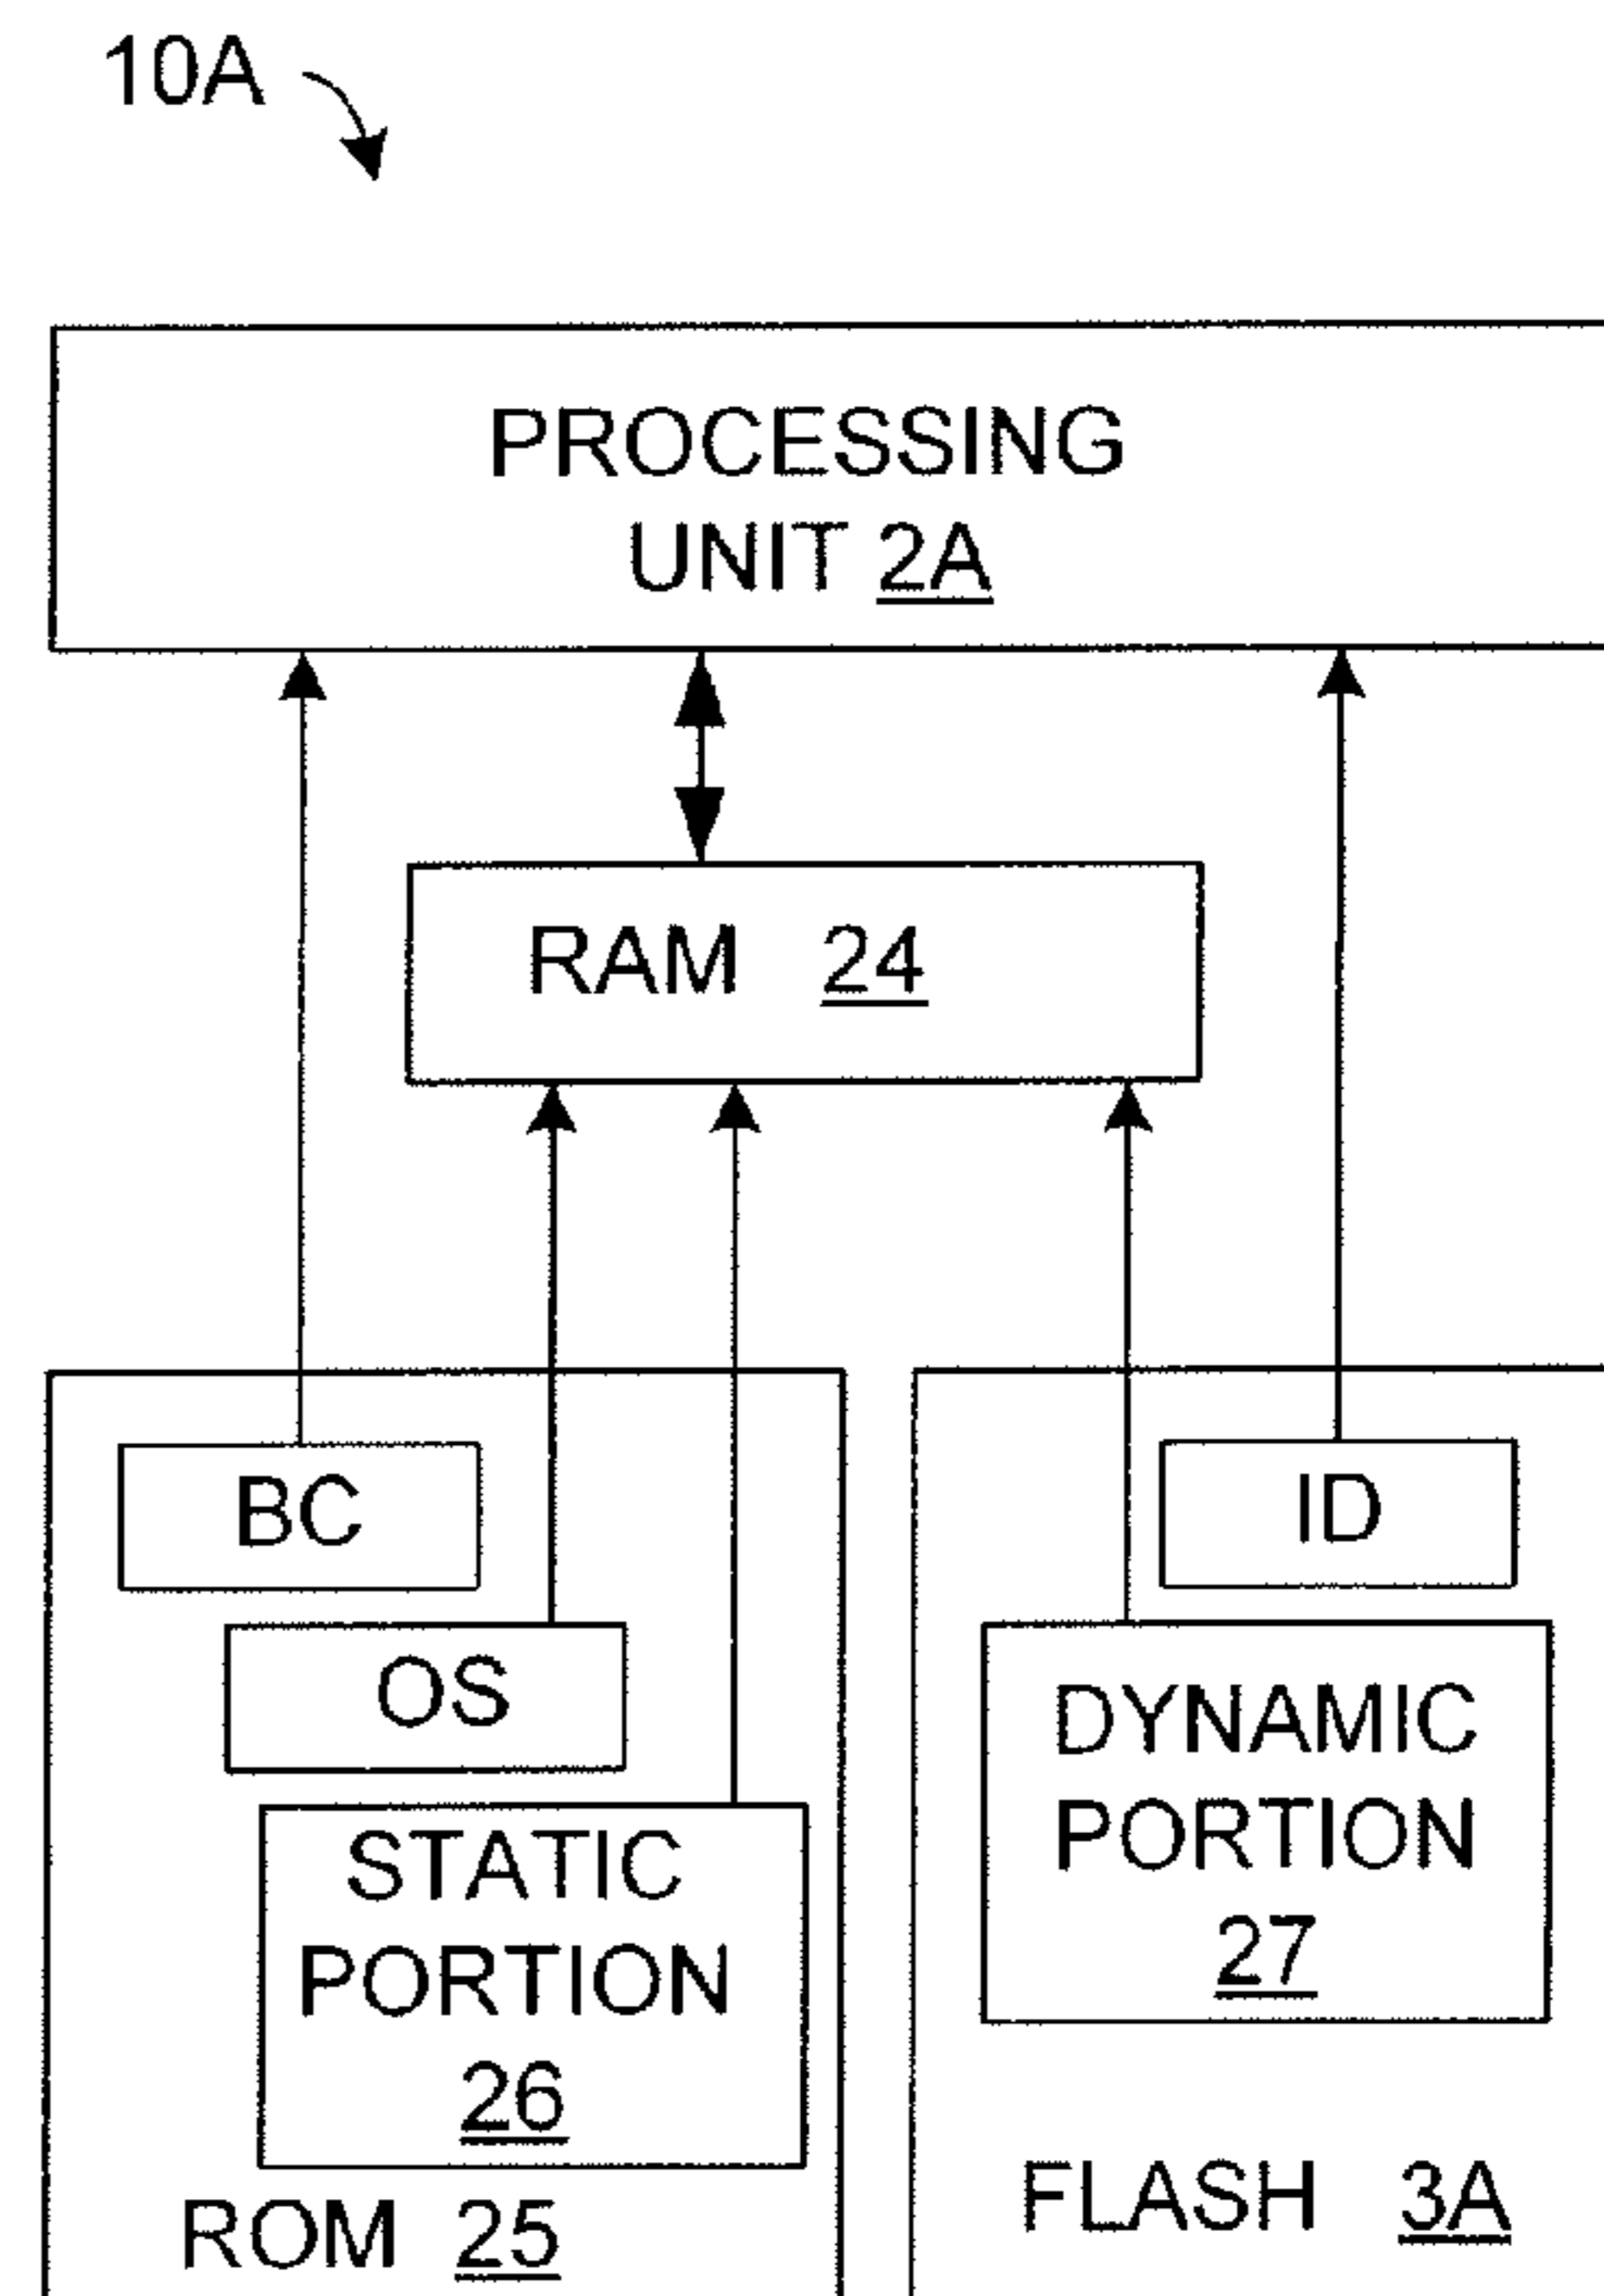 10A
PROCESSING
UNIT 2A
RAM 24
BC
OS
STATIC
PORTION
26
ROM 25
ID
DYNAMIC
PORTION
27
FLASH 3A